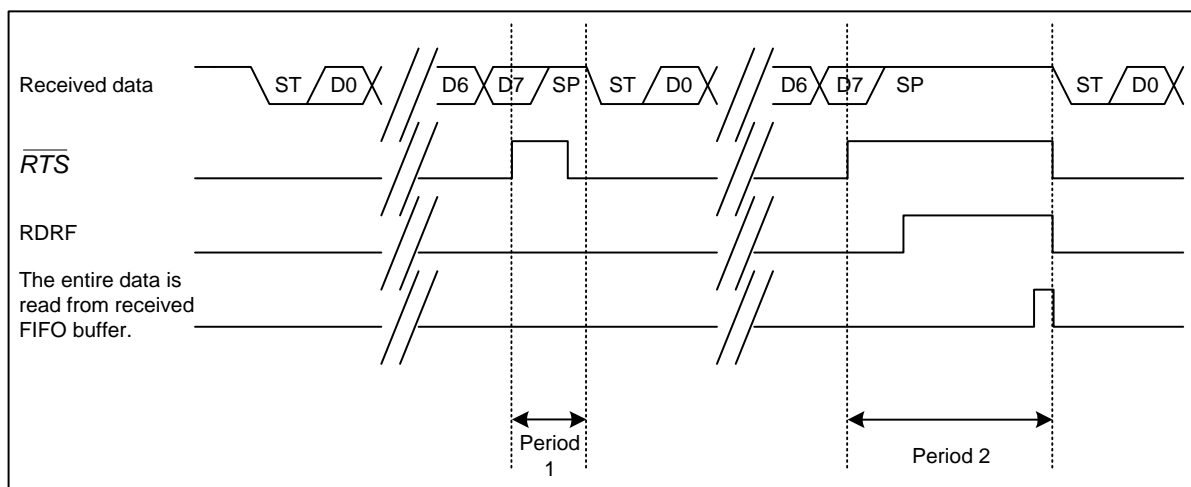 Received data
ST D0 D6 D7 SP ST D0 D6 D7 SP ST D0
RTS
RDRF
The entire data is
read from received
FIFO buffer.
Period
1
Period 2